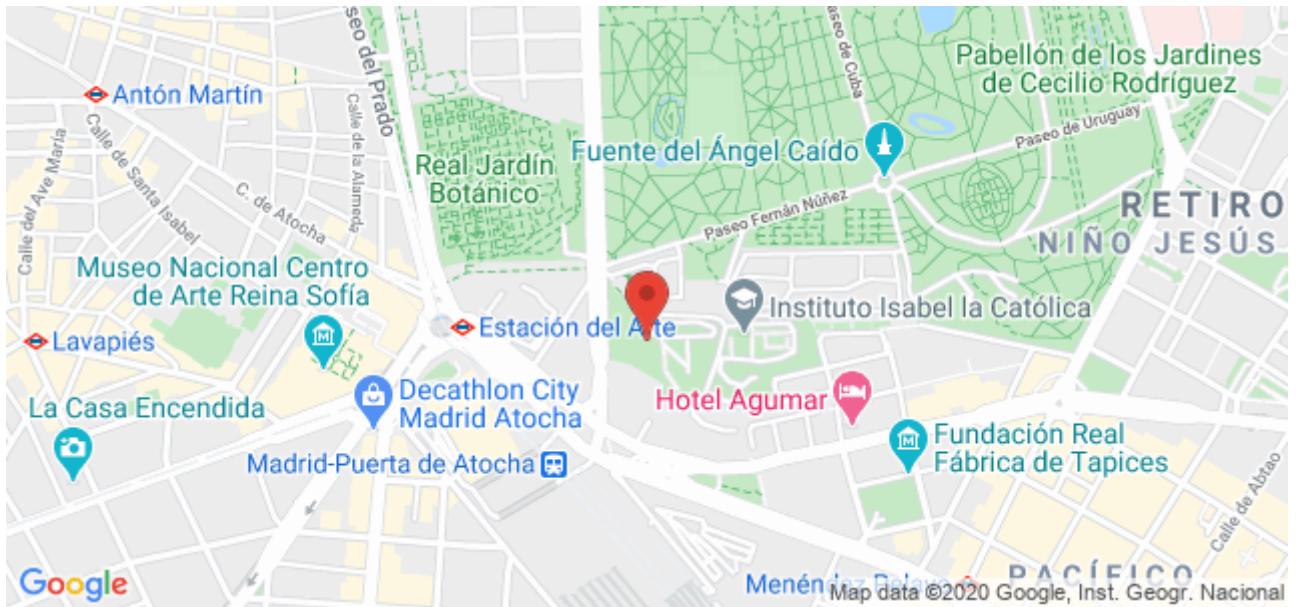 seo del Prado
Paseo de Cuba
Pabellón de los Jardines
de Cecilio Rodríguez
Antón Martín
Calle de la Alameda
Paseo de Uruguay
Calle de Santa Isabel
Calle del Ave María
Fuente del Ángel Caído
Real Jardín
Botánico
C. de Atocha
Paseo Fernán Núñez
RETIRO
NIÑO JESÚS
Museo Nacional Centro
de Arte Reina Sofía
Instituto Isabel la Católica
Estación del Arte
Lavapiés
Decathlon City
Madrid Atocha
Hotel Agumar
La Casa Encendida
Fundación Real
Fábrica de Tapices
Madrid-Puerta de Atocha
Calle de Abtao
Google
Menéndez Pelayo
PACÍFICO
Map data ©2020 Google, Inst. Geogr. Nacional